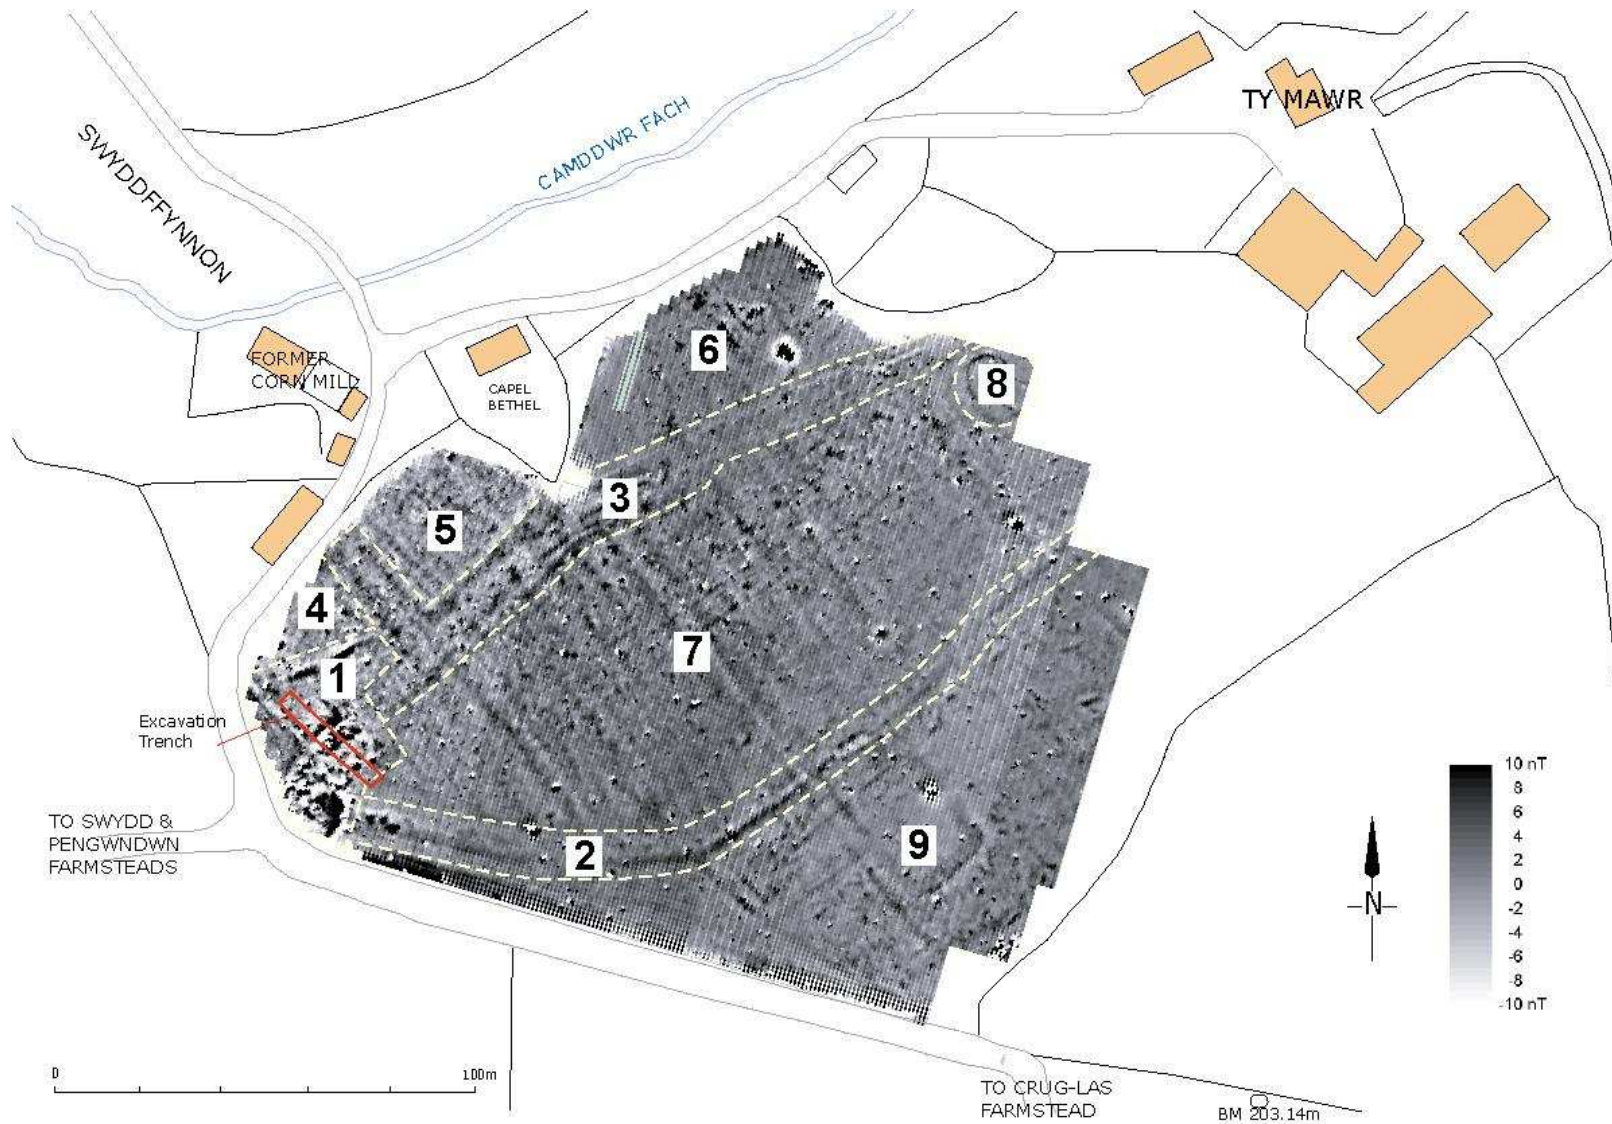 TY MAWR
CAMDDWR FACH
SWYDDFFYNNON
FORMER
CORN MILL
CAPEL
BETHEL
6
8
3
5
4
7
1
Excavation
Trench
2
9
TO SWYDD &
PENGWNDWN
FARMSTEADS
10 nT
8
6
4
2
0
-2
-4
-6
-8
-10 nT
N
0
100m
TO CRUG-LAS
FARMSTEAD
BM 203.14m